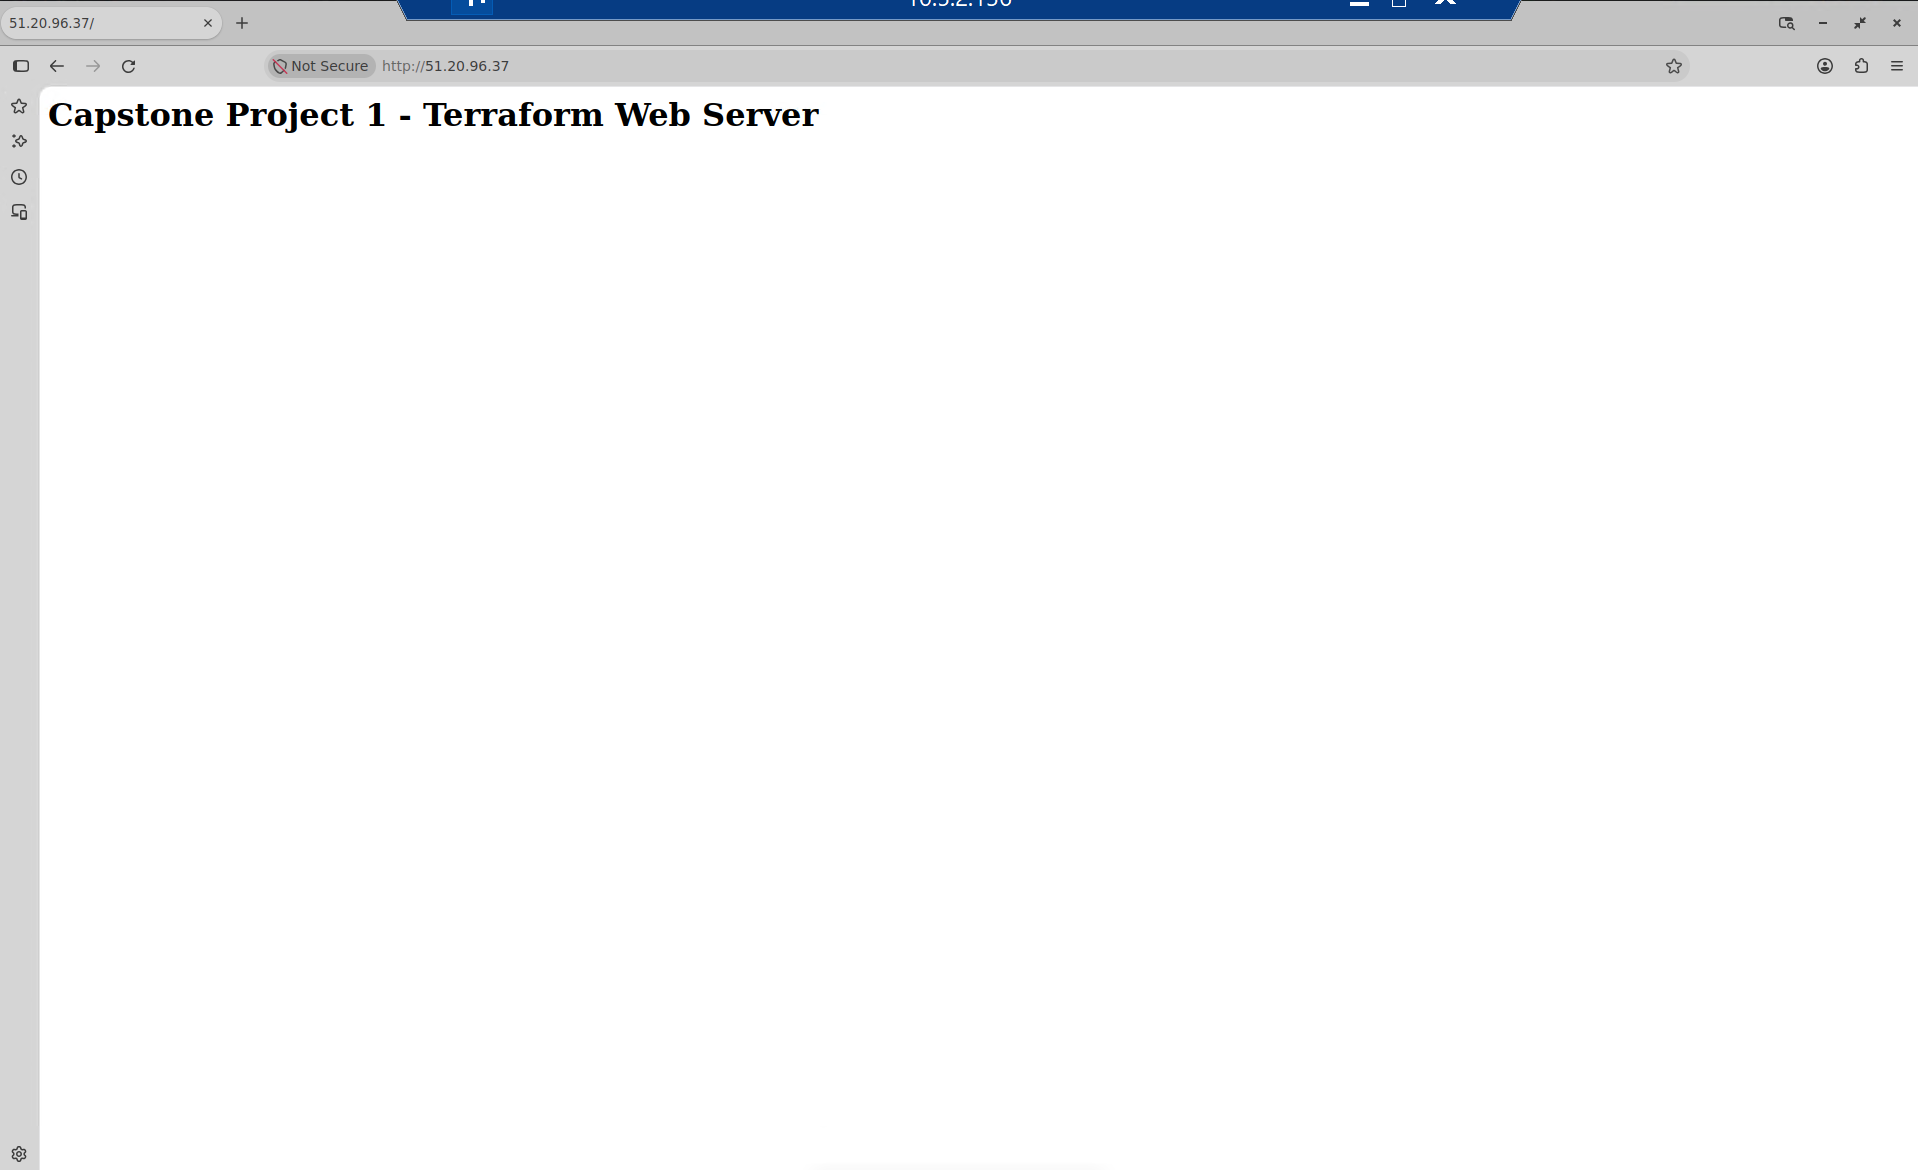 51.20.96.37/
Not Secure http://51.20.96.37
Capstone Project 1 - Terraform Web Server